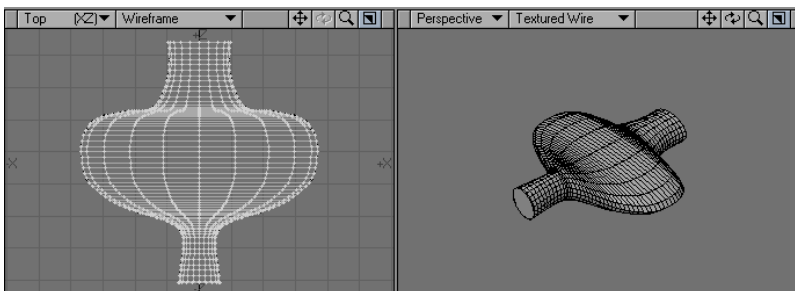 Top (XZ) Wireframe
Perspective Textured Wire
+Z
-X
+X